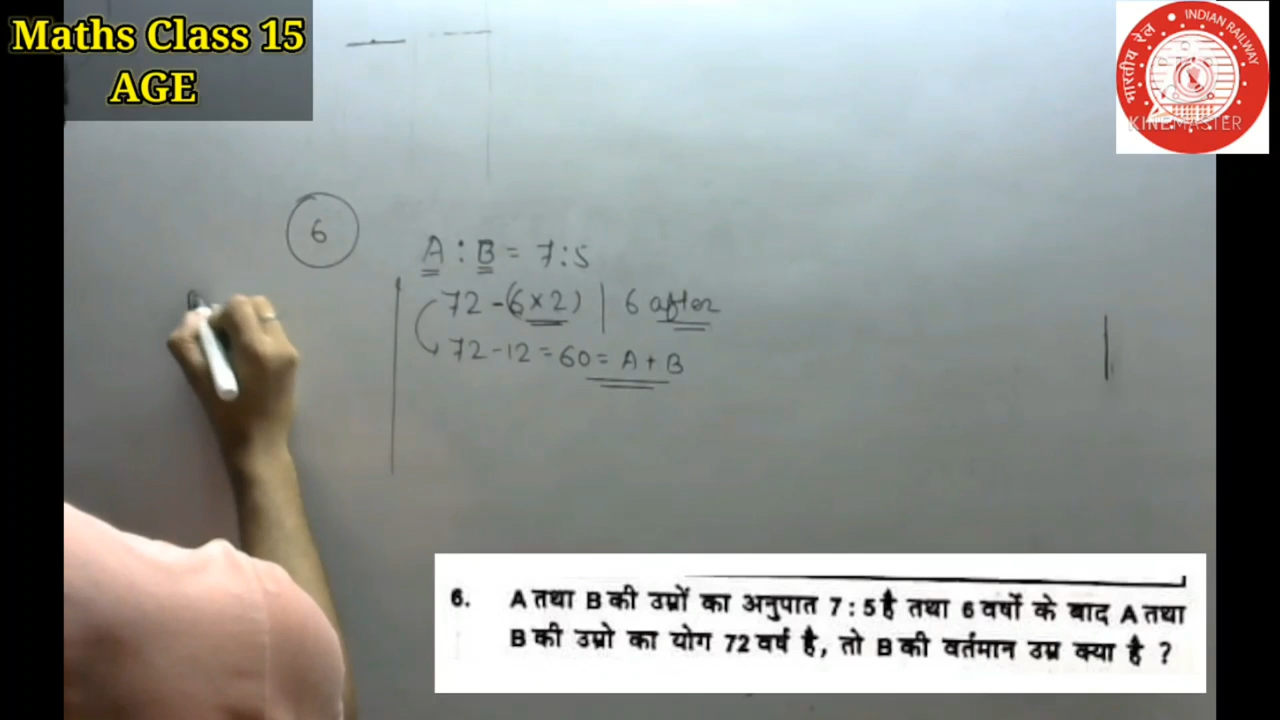 Maths Class 15
AGE
भारतीय रेल INDIAN RAILWAY
KINEMASTER
6
A : B = 7:5
72 - (6 × 2) | 6 after
72 - 12 = 60 = A + B
6. A तथा B की उम्रों का अनुपात 7 : 5 है तथा 6 वर्षों के बाद A तथा
B की उम्रो का योग 72 वर्ष है, तो B की वर्तमान उम्र क्या है ?